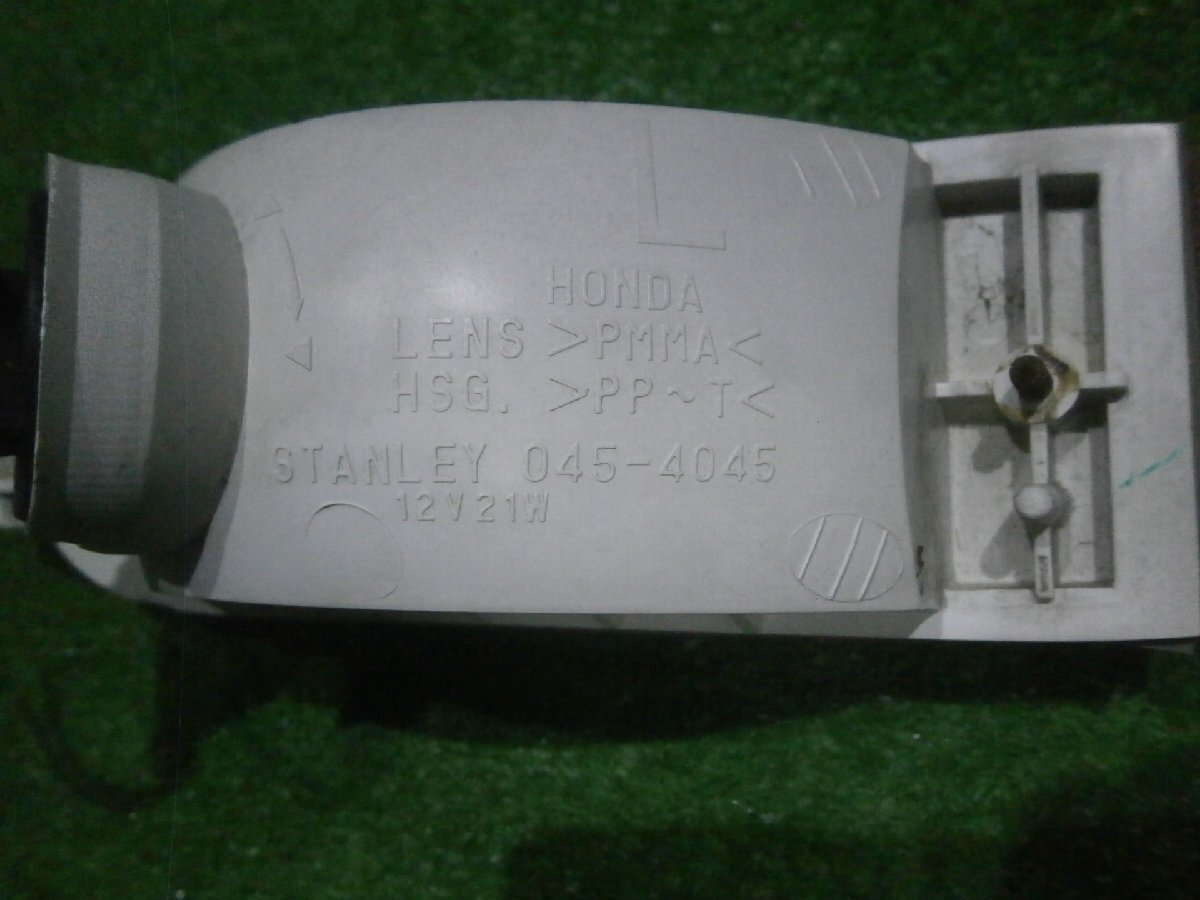 L
HONDA
LENS >PMMA<
HSG. >PP~T<
STANLEY 045-4045
12V21W